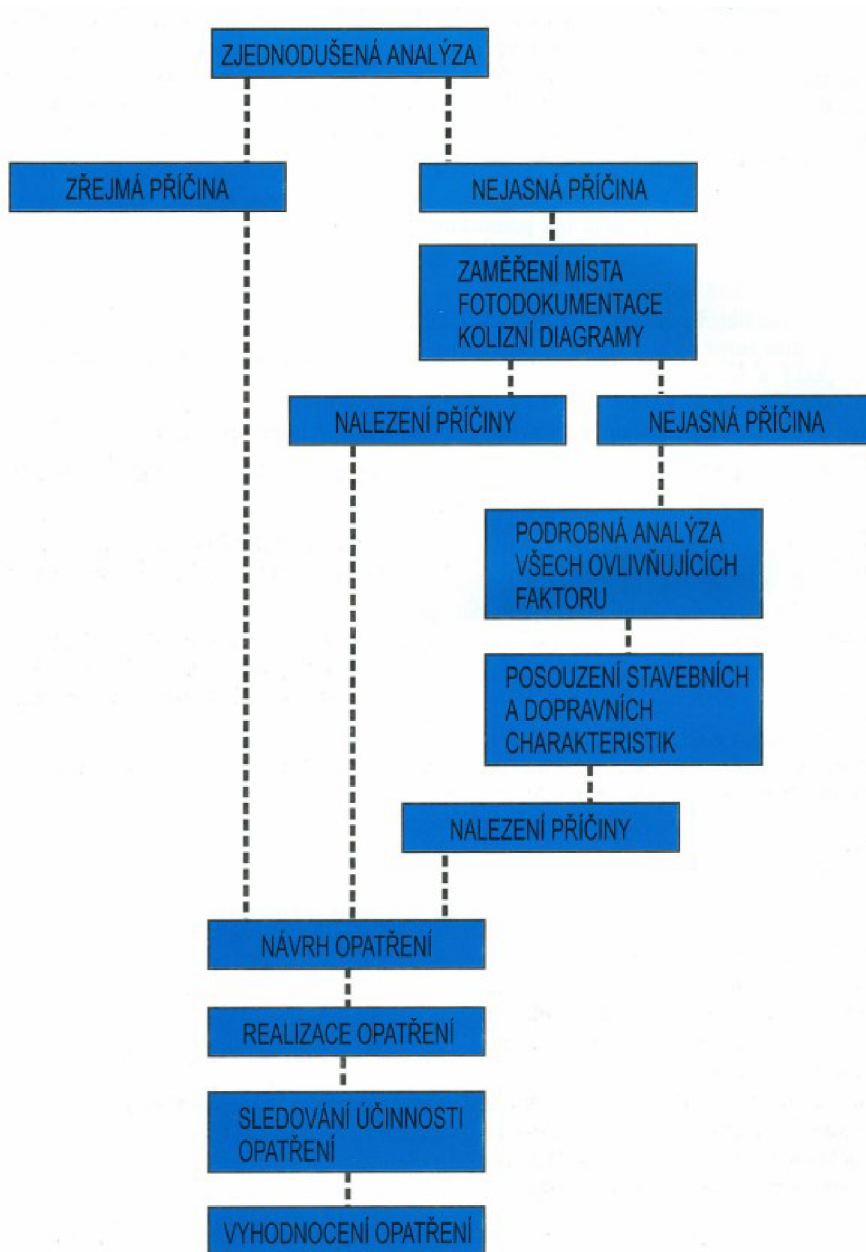 ZJEDNODUŠENÁ ANALÝZA
ZŘEJMÁ PŘÍČINA
NEJASNÁ PŘÍČINA
ZAMĚŘENÍ MÍSTA
FOTODOKUMENTACE
KOLIZNÍ DIAGRAMY
NALEZENÍ PŘÍČINY
NEJASNÁ PŘÍČINA
PODROBNÁ ANALÝZA
VŠECH OVLIVŇUJÍCÍCH
FAKTORU
POSOUZENÍ STAVEBNÍCH
A DOPRAVNÍCH
CHARAKTERISTIK
NALEZENÍ PŘÍČINY
NÁVRH OPATŘENÍ
REALIZACE OPATŘENÍ
SLEDOVÁNÍ ÚČINNOSTI
OPATŘENÍ
VYHODNOCENÍ OPATŘENÍ